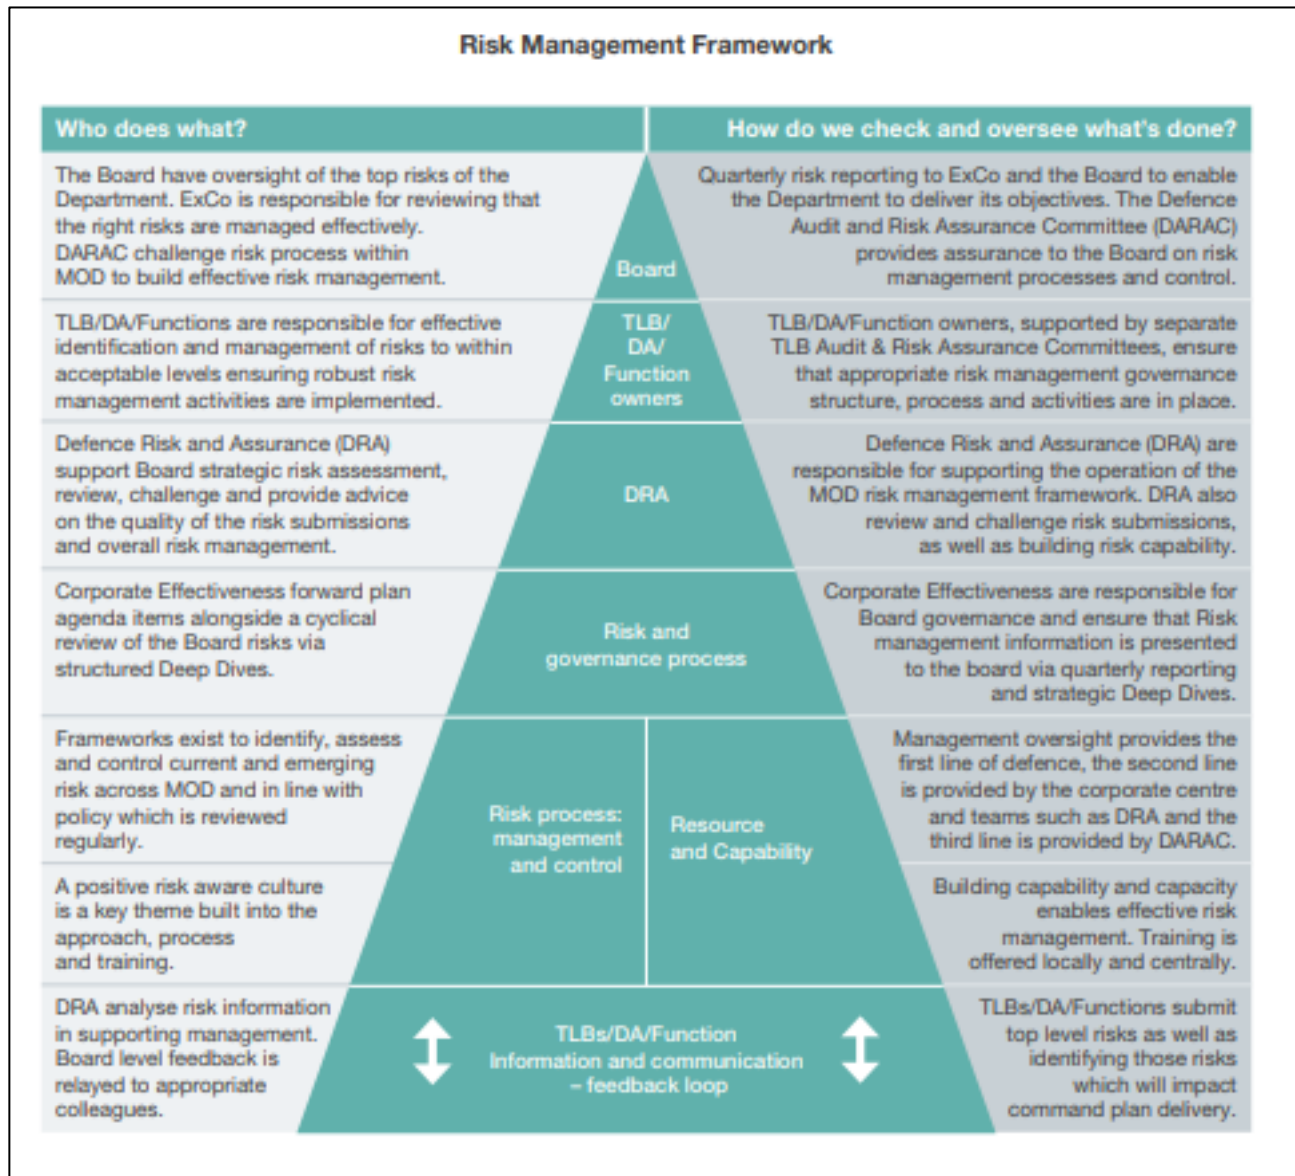 Risk Management Framework
Who does what?
How do we check and oversee what's done?
The Board have oversight of the top risks of the
Department. ExCo is responsible for reviewing that
the right risks are managed effectively.
DARAC challenge risk process within
MOD to build effective risk management.
Board
Quarterly risk reporting to ExCo and the Board to enable
the Department to deliver its objectives. The Defence
Audit and Risk Assurance Committee (DARAC)
provides assurance to the Board on risk
management processes and control.
TLB/DA/Functions are responsible for effective
identification and management of risks to within
acceptable levels ensuring robust risk
management activities are implemented.
TLB/
DA/
Function
owners
TLB/DA/Function owners, supported by separate
TLB Audit & Risk Assurance Committees, ensure
that appropriate risk management governance
structure, process and activities are in place.
Defence Risk and Assurance (DRA)
support Board strategic risk assessment,
review, challenge and provide advice
on the quality of the risk submissions
and overall risk management.
DRA
Defence Risk and Assurance (DRA) are
responsible for supporting the operation of the
MOD risk management framework. DRA also
review and challenge risk submissions,
as well as building risk capability.
Corporate Effectiveness forward plan
agenda items alongside a cyclical
review of the Board risks via
structured Deep Dives.
Risk and
governance process
Corporate Effectiveness are responsible for
Board governance and ensure that Risk
management information is presented
to the board via quarterly reporting
and strategic Deep Dives.
Frameworks exist to identify, assess
and control current and emerging
risk across MOD and in line with
policy which is reviewed
regularly.
Risk process:
management
and control
Resource
and Capability
Management oversight provides the
first line of defence, the second line
is provided by the corporate centre
and teams such as DRA and the
third line is provided by DARAC.
A positive risk aware culture
is a key theme built into the
approach, process
and training.
Building capability and capacity
enables effective risk
management. Training is
offered locally and centrally.
DRA analyse risk information
in supporting management.
Board level feedback is
relayed to appropriate
colleagues.
TLBs/DA/Function
Information and communication
– feedback loop
TLBs/DA/Functions submit
top level risks as well as
identifying those risks
which will impact
command plan delivery.